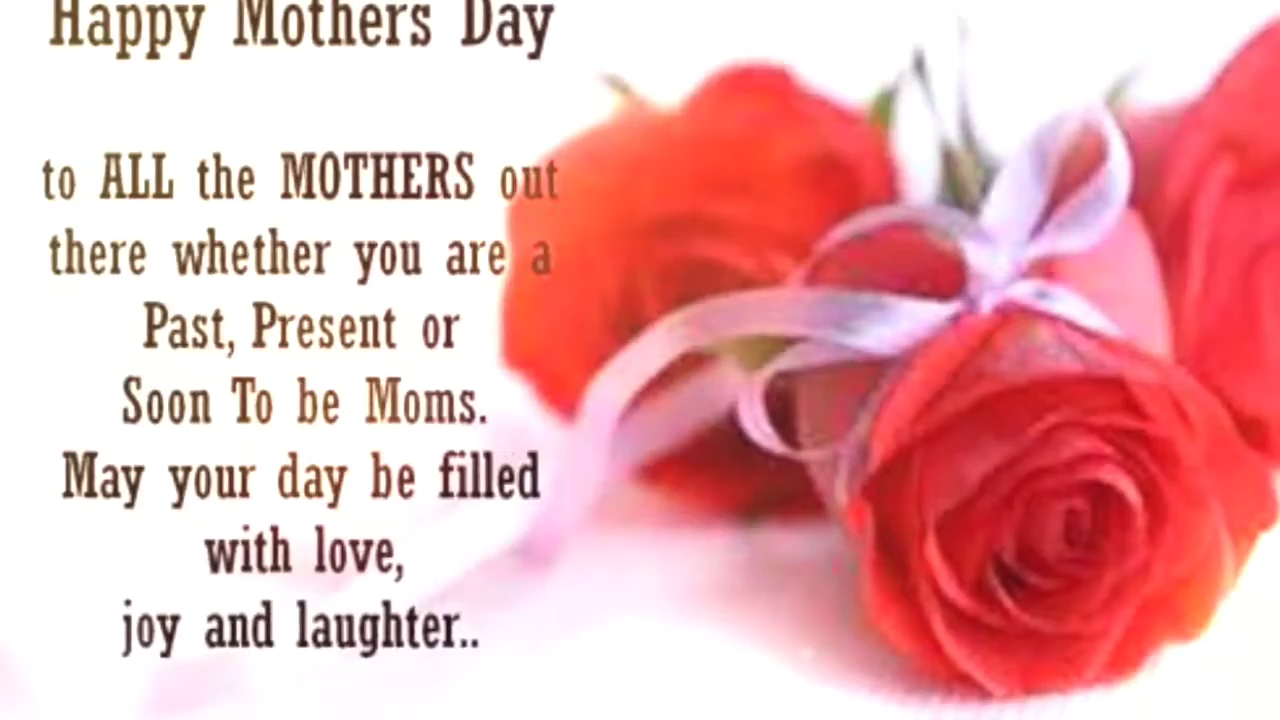 Happy Mothers Day
to ALL the MOTHERS out
there whether you are a
Past, Present or
Soon To be Moms.
May your day be filled
with love,
joy and laughter..